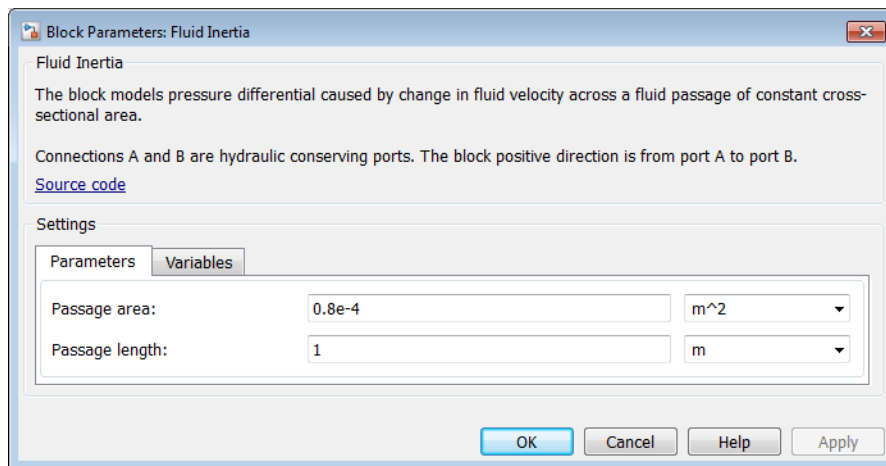 Block Parameters: Fluid Inertia
Fluid Inertia
The block models pressure differential caused by change in fluid velocity across a fluid passage of constant cross-
sectional area.
Connections A and B are hydraulic conserving ports. The block positive direction is from port A to port B.
Source code
Settings
Parameters Variables
Passage area: 0.8e-4 m^2
Passage length: 1 m
OK Cancel Help Apply